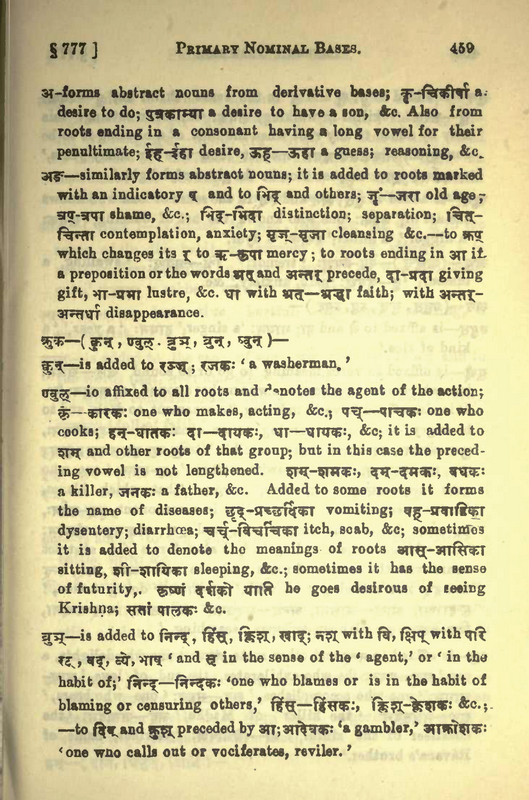 § 777 ] PRIMARY NOMINAL BASES. 459
अ–forms abstract nouns from derivative bases; कृ–चिकीर्षा a
desire to do; पुत्रकाम्या a desire to have a son, &c. Also from
roots ending in a consonant having a long vowel for their
penultimate; ईह्–ईहा desire, ऊह्—ऊहा a guess; reasoning, &c.
अङ्—similarly forms abstract nouns; it is added to roots marked
with an indicatory ष् and to भिद् and others; जॄ—जरा old age;
त्रप्–त्रपा shame, &c.; भिद्–भिदा distinction; separation; चित्–
चिन्ता contemplation, anxiety; मृज्–मृजा cleansing &c.—to क्रप्
which changes its र् to ऋ–कृपा mercy; to roots ending in आ if
a preposition or the words श्रत् and अन्तर् precede, दा–प्रदा giving
gift, भा–प्रभा lustre, &c. धा with श्रत्—श्रद्धा faith; with अन्तर्–
अन्तर्धा disappearance.
अक—( क्वुन्, ण्वुल् . वुञ्, वुन्, ष्वुन् )—
क्वुन्—is added to रञ्ज्; रजकः 'a washerman.'
ण्वुल्—is affixed to all roots and denotes the agent of the action;
कृ—कारकः one who makes, acting, &c.; पच्—पाचकः one who
cooks; हन्–घातकः दा—दायकः, धा—धायकः, &c; it is added to
शम् and other roots of that group; but in this case the preced-
ing vowel is not lengthened. शम्–शमकः, दम्–दमकः, वधकः
a killer, जनकः a father, &c. Added to some roots it forms
the name of diseases; छृद्–प्रच्छर्दिका vomiting; वह्–प्रवाहिका
dysentery; diarrhœa; चर्च्–विचर्चिका itch, scab, &c; sometimes
it is added to denote the meanings of roots आस्–आसिका
sitting, शी–शायिका sleeping, &c.; sometimes it has the sense
of futurity,. कृष्णं दर्शको याति he goes desirous of seeing
Krishna; सतां पालकः &c.
वुञ्—is added to निन्द्, हिंस्, क्लिश्, खाद्; नश् with वि, क्षिप् with परि
रट्, वद्, व्ये, भाष् ' and सू in the sense of the ' agent,' or ' in the
habit of;' निन्द्—निन्दकः 'one who blames or is in the habit of
blaming or censuring others,' हिंस्—हिंसकः, क्लिश्–क्लेशकः &c.;
—to दिव् and क्रुश् preceded by आ; आदेवकः 'a gambler,' आक्रोशकः
'one who calls out or vociferates, reviler.'